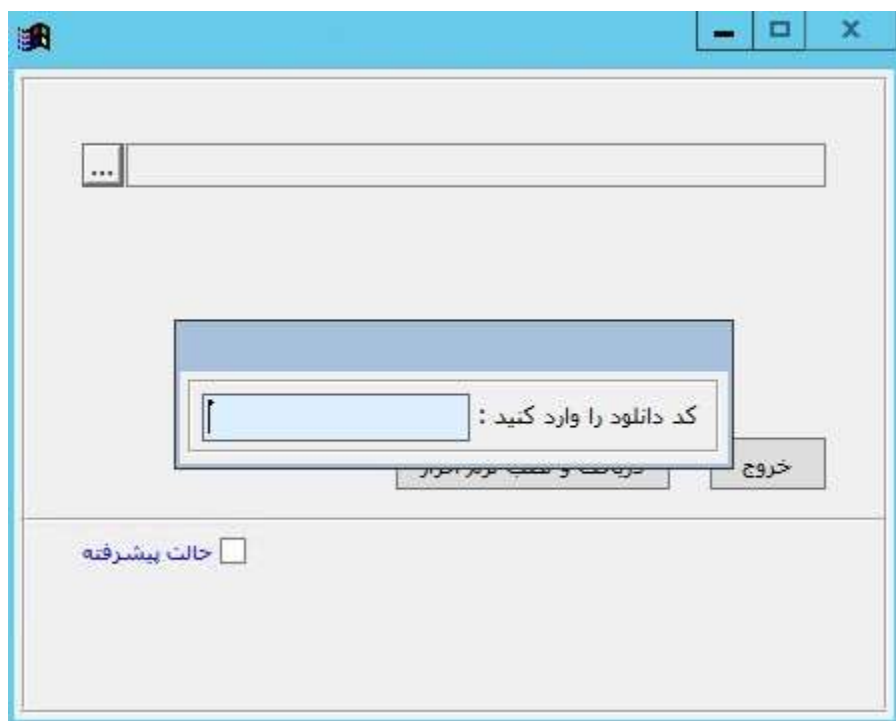 ...
کد دانلود را وارد کنید :
خروج
حالت پیشرفته